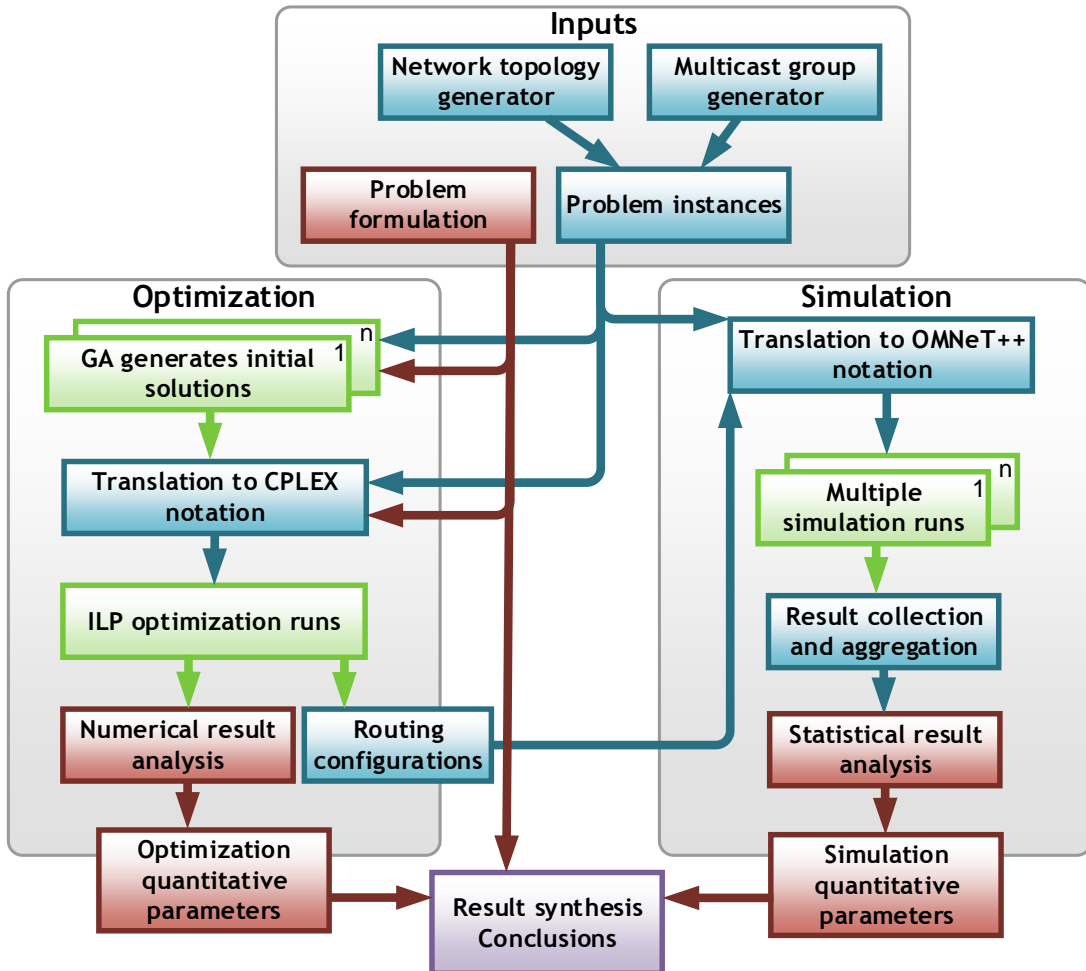 Inputs
Network topology
generator
Multicast group
generator
Problem
formulation
Problem instances
Optimization
n
1
GA generates initial
solutions
Translation to CPLEX
notation
ILP optimization runs
Numerical result
analysis
Routing
configurations
Optimization
quantitative
parameters
Simulation
Translation to OMNeT++
notation
n
1
Multiple
simulation runs
Result collection
and aggregation
Statistical result
analysis
Simulation
quantitative
parameters
Result synthesis
Conclusions